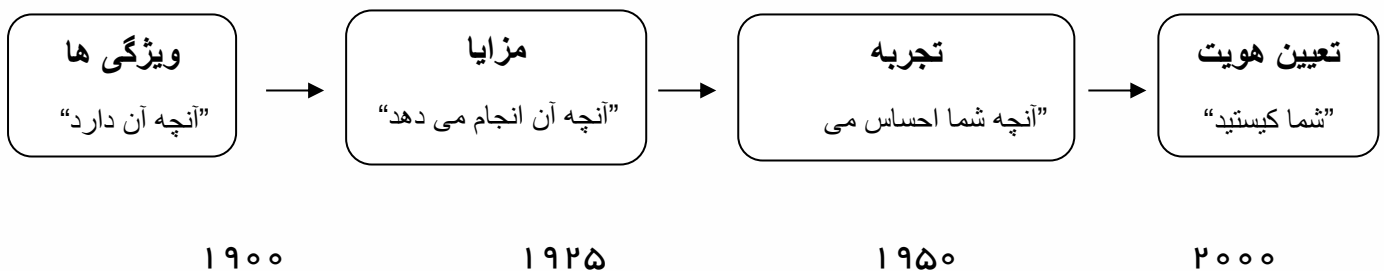 ویژگی ها
”آنچه آن دارد“
مزایا
”آنچه آن انجام می دهد“
تجربه
”آنچه شما احساس می
تعیین هویت
”شما کیستید“
۱۹۰۰
۱۹۲۵
۱۹۵۰
۲۰۰۰